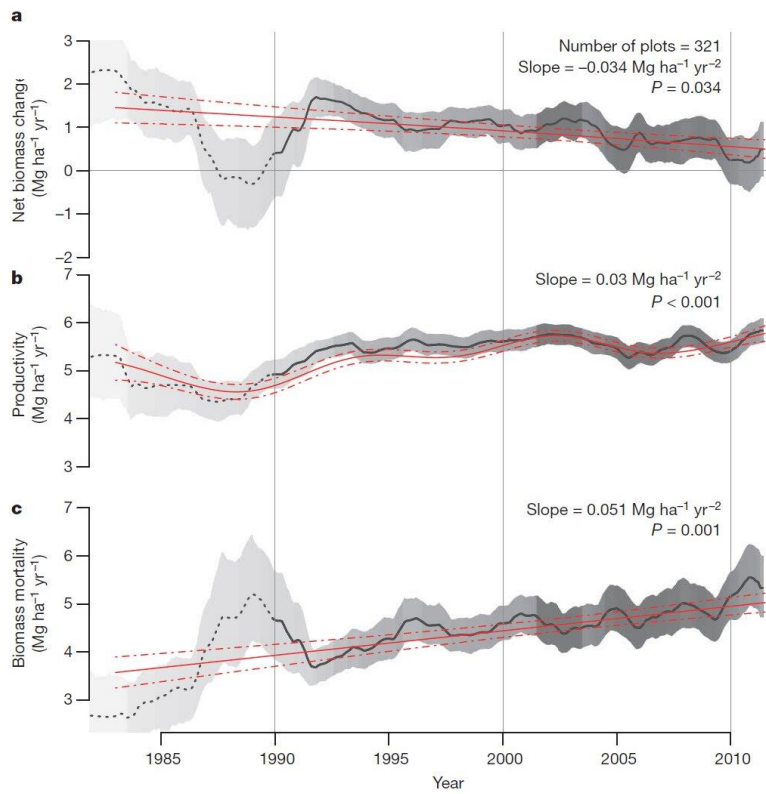 a
Number of plots = 321
Slope = –0.034 Mg ha⁻¹ yr⁻²
P = 0.034
Net biomass change
(Mg ha⁻¹ yr⁻¹)
3
2
1
0
–1
–2
b
Slope = 0.03 Mg ha⁻¹ yr⁻²
P < 0.001
Productivity
(Mg ha⁻¹ yr⁻¹)
7
6
5
4
3
c
Slope = 0.051 Mg ha⁻¹ yr⁻²
P = 0.001
Biomass mortality
(Mg ha⁻¹ yr⁻¹)
7
6
5
4
3
1985 1990 1995 2000 2005 2010
Year